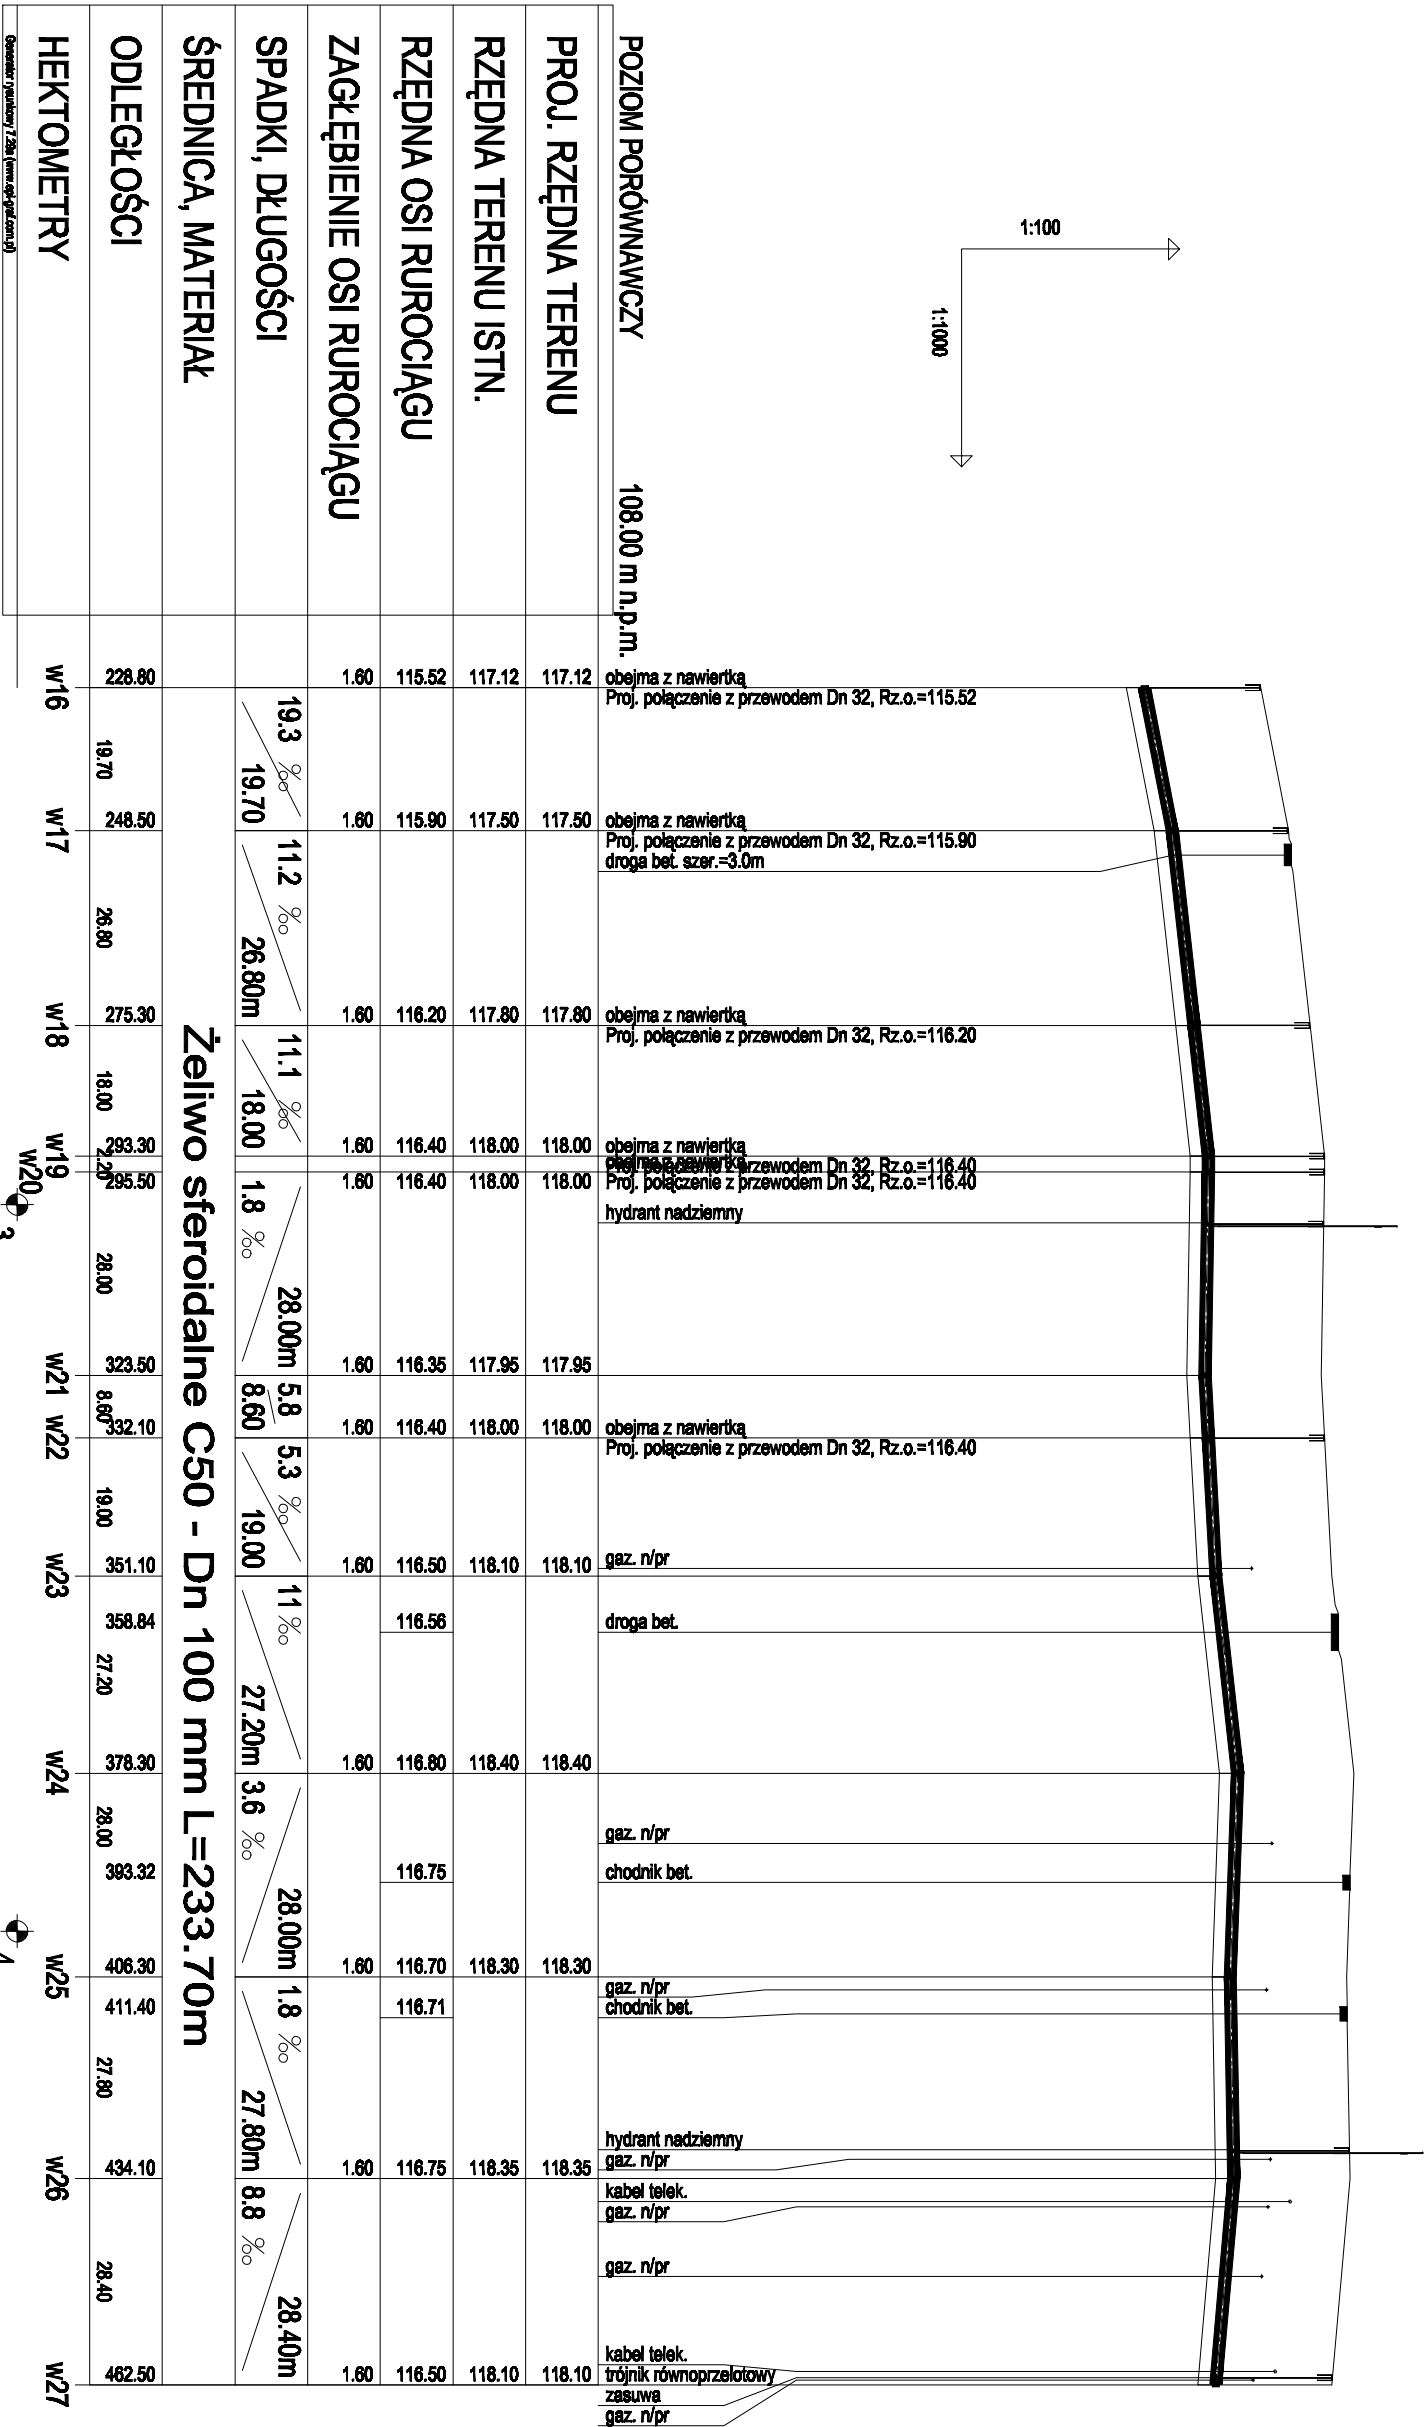 1:100
1:1000
POZIOM PORÓWNAWCZY 108.00 m n.p.m.
obejma z nawiertką
Proj. połączenie z przewodem Dn 32, Rz.o.=115.52
obejma z nawiertką
Proj. połączenie z przewodem Dn 32, Rz.o.=115.90
droga bet. szer.=3.0m
obejma z nawiertką
Proj. połączenie z przewodem Dn 32, Rz.o.=116.20
obejma z nawiertką
Proj. połączenie z przewodem Dn 32, Rz.o.=116.40
obejma z nawiertką
Proj. połączenie z przewodem Dn 32, Rz.o.=116.40
hydrant nadziemny
obejma z nawiertką
Proj. połączenie z przewodem Dn 32, Rz.o.=116.40
gaz. n/pr
droga bet.
gaz. n/pr
chodnik bet.
gaz. n/pr
chodnik bet.
hydrant nadziemny
gaz. n/pr
kabel telek.
gaz. n/pr
gaz. n/pr
kabel telek.
trójnik równoprzelotowy
zasuwa
gaz. n/pr
PROJ. RZĘDNA TERENU 117.12 117.50 117.80 118.00 118.00 117.95 118.00 118.10 118.40 118.30 118.35 118.10
RZĘDNA TERENU ISTN. 117.12 117.50 117.80 118.00 118.00 117.95 118.00 118.10 118.40 118.30 118.35 118.10
RZĘDNA OSI RUROCIĄGU 115.52 115.90 116.20 116.40 116.40 116.35 116.40 116.50 116.56 116.80 116.75 116.70 116.71 116.75 116.50
ZAGŁĘBIENIE OSI RUROCIĄGU 1.60 1.60 1.60 1.60 1.60 1.60 1.60 1.60 1.60 1.60 1.60 1.60
SPADKI, DŁUGOŚCI 19.3 ‰ 19.70 11.2 ‰ 26.80m 11.1 ‰ 18.00 1.8 ‰ 28.00m 5.8 8.60 5.3 ‰ 19.00 11 ‰ 27.20m 3.6 ‰ 28.00m 1.8 ‰ 27.80m 8.8 ‰ 28.40m
ŚREDNICA, MATERIAŁ Żeliwo sferoidalne C50 - Dn 100 mm L=233.70m
ODLEGŁOŚCI 228.80 248.50 275.30 293.30 295.50 323.50 332.10 351.10 358.84 378.30 393.32 406.30 411.40 434.10 462.50
19.70 26.80 18.00 2.20 28.00 8.60 19.00 27.20 28.00 27.80 28.40
HEKTOMETRY W16 W17 W18 W19 W20 W21 W22 W23 W24 W25 W26 W27
3 4